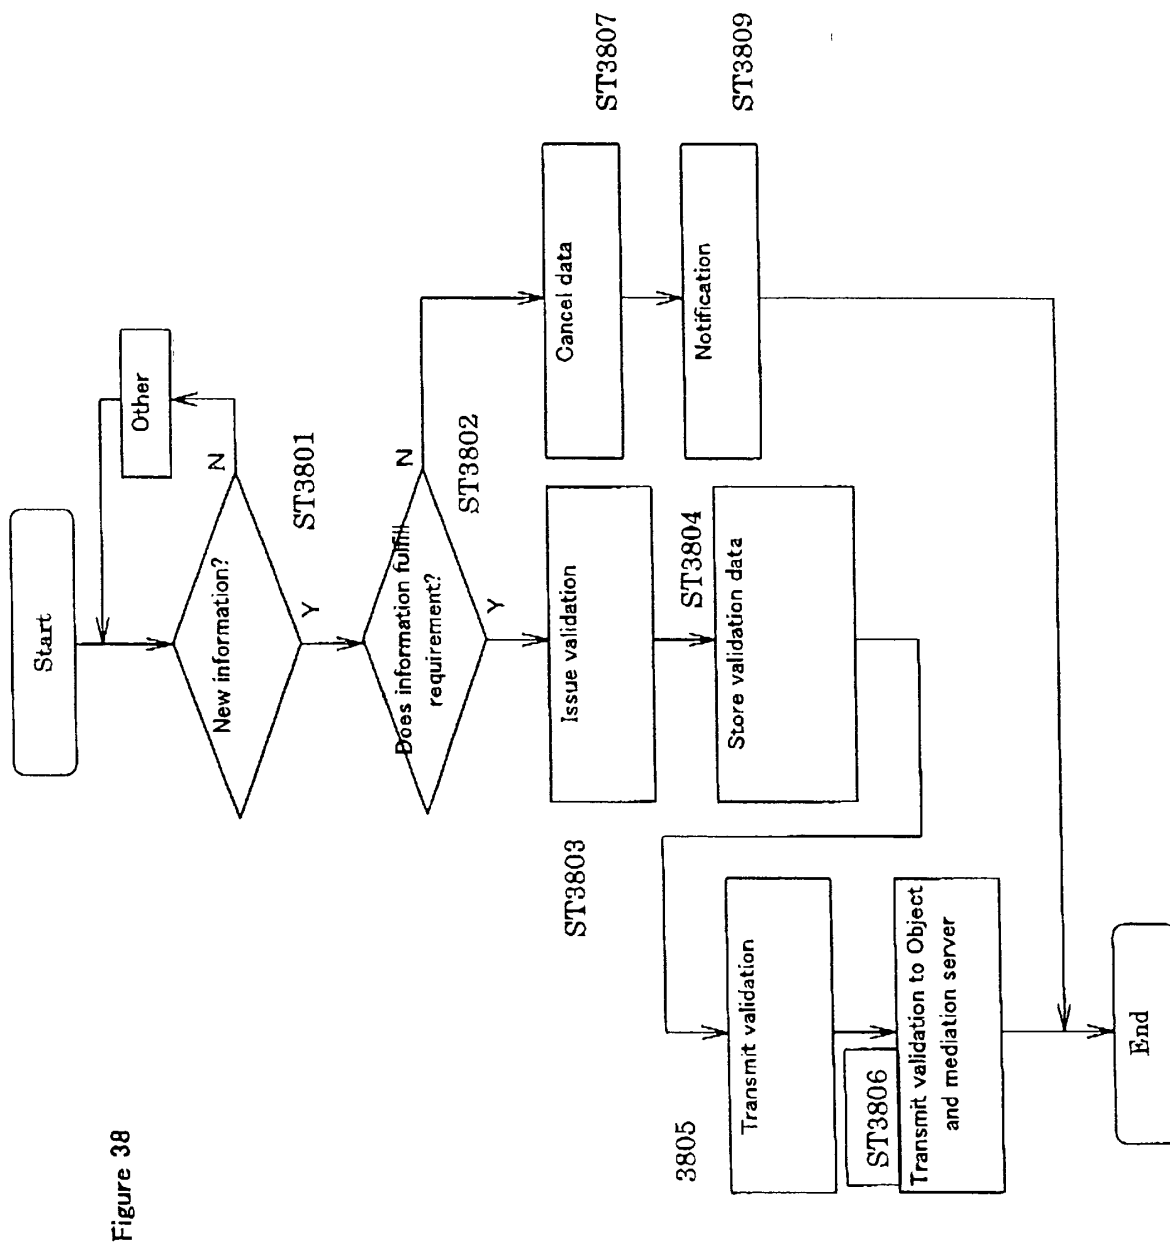 Figure 38
Start
Other
New information?
N
ST3801
Y
Does information fulfill
requirement?
N
ST3802
Y
Issue validation
ST3803
Cancel data
ST3807
ST3804
Store validation data
Notification
ST3809
3805
Transmit validation
ST3806
Transmit validation to Object
and mediation server
End